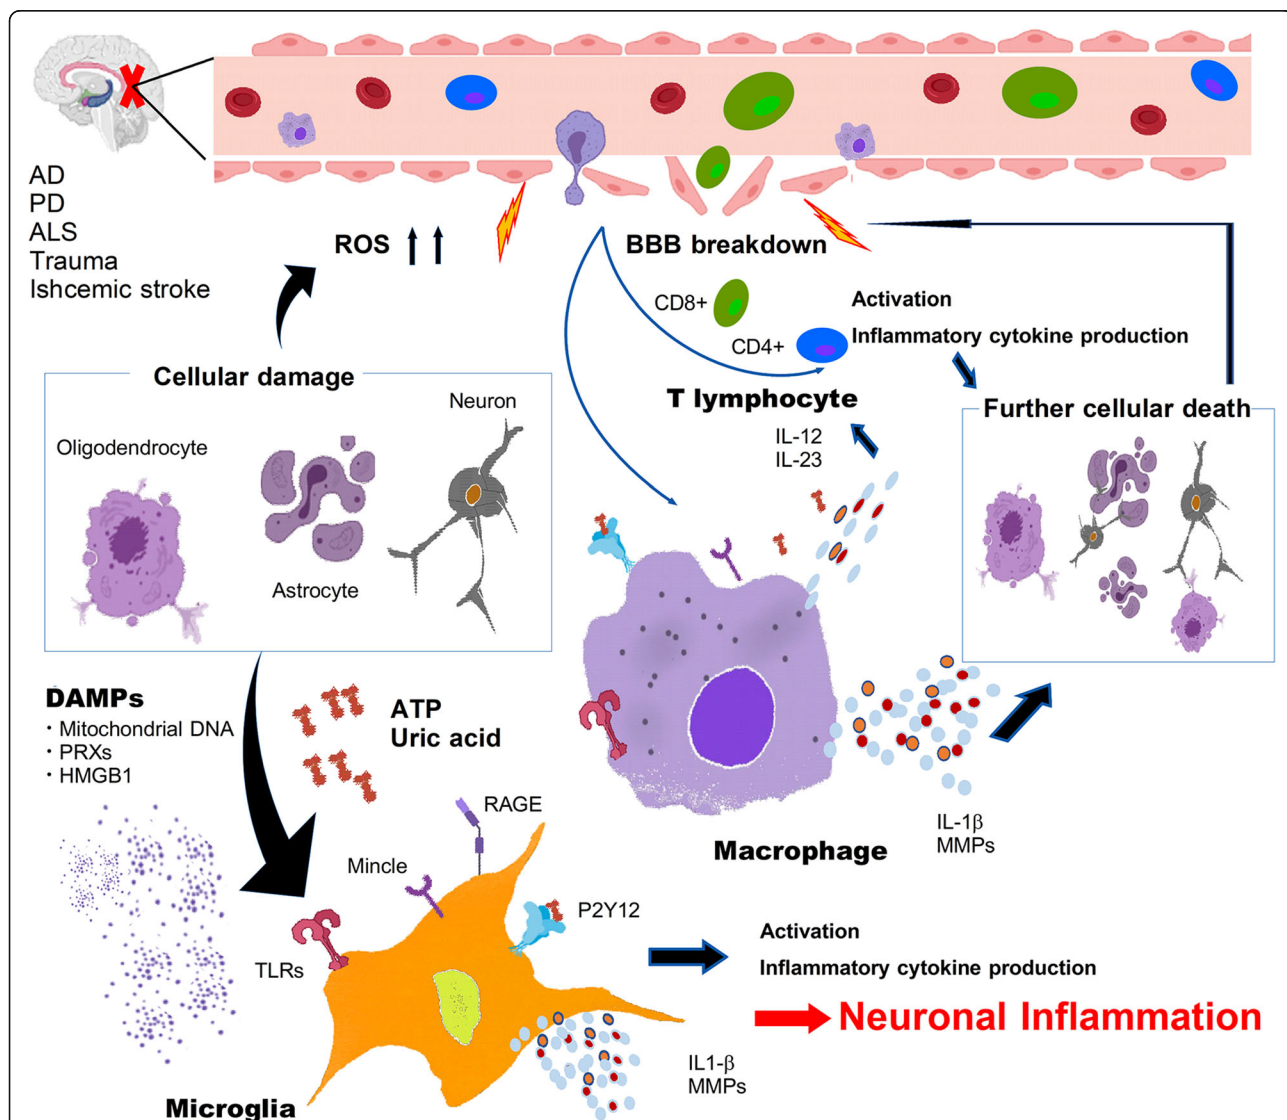 AD
PD
ALS
Trauma
Ishcemic stroke
ROS
BBB breakdown
CD8+
CD4+
Activation
Inflammatory cytokine production
T lymphocyte
IL-12
IL-23
Cellular damage
Oligodendrocyte
Astrocyte
Neuron
Further cellular death
DAMPs
・Mitochondrial DNA
・PRXs
・HMGB1
ATP
Uric acid
Macrophage
IL-1β
MMPs
RAGE
Mincle
TLRs
P2Y12
Activation
Inflammatory cytokine production
Neuronal Inflammation
IL1-β
MMPs
Microglia